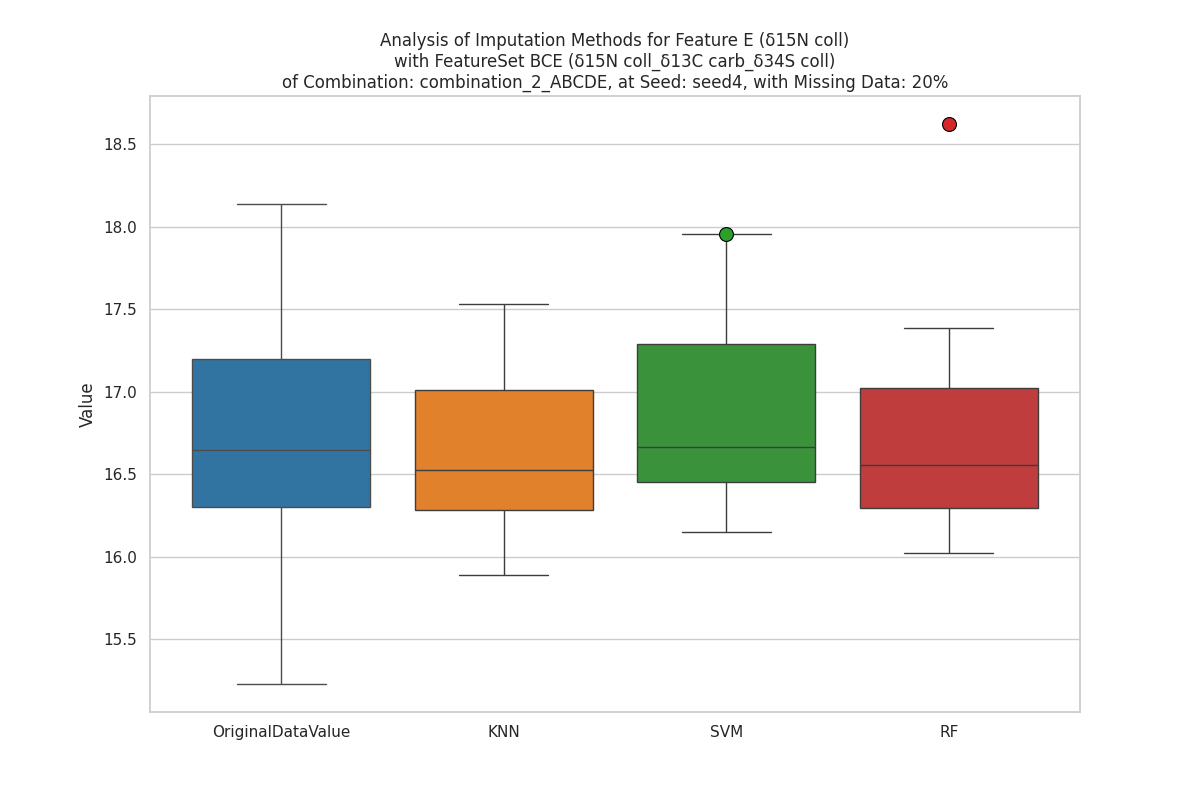 Analysis of Imputation Methods for Feature E (δ15N coll)
with FeatureSet BCE (δ15N coll_δ13C carb_δ34S coll)
of Combination: combination_2_ABCDE, at Seed: seed4, with Missing Data: 20%
18.5
18.0
17.5
17.0
16.5
16.0
15.5
Value
OriginalDataValue
KNN
SVM
RF